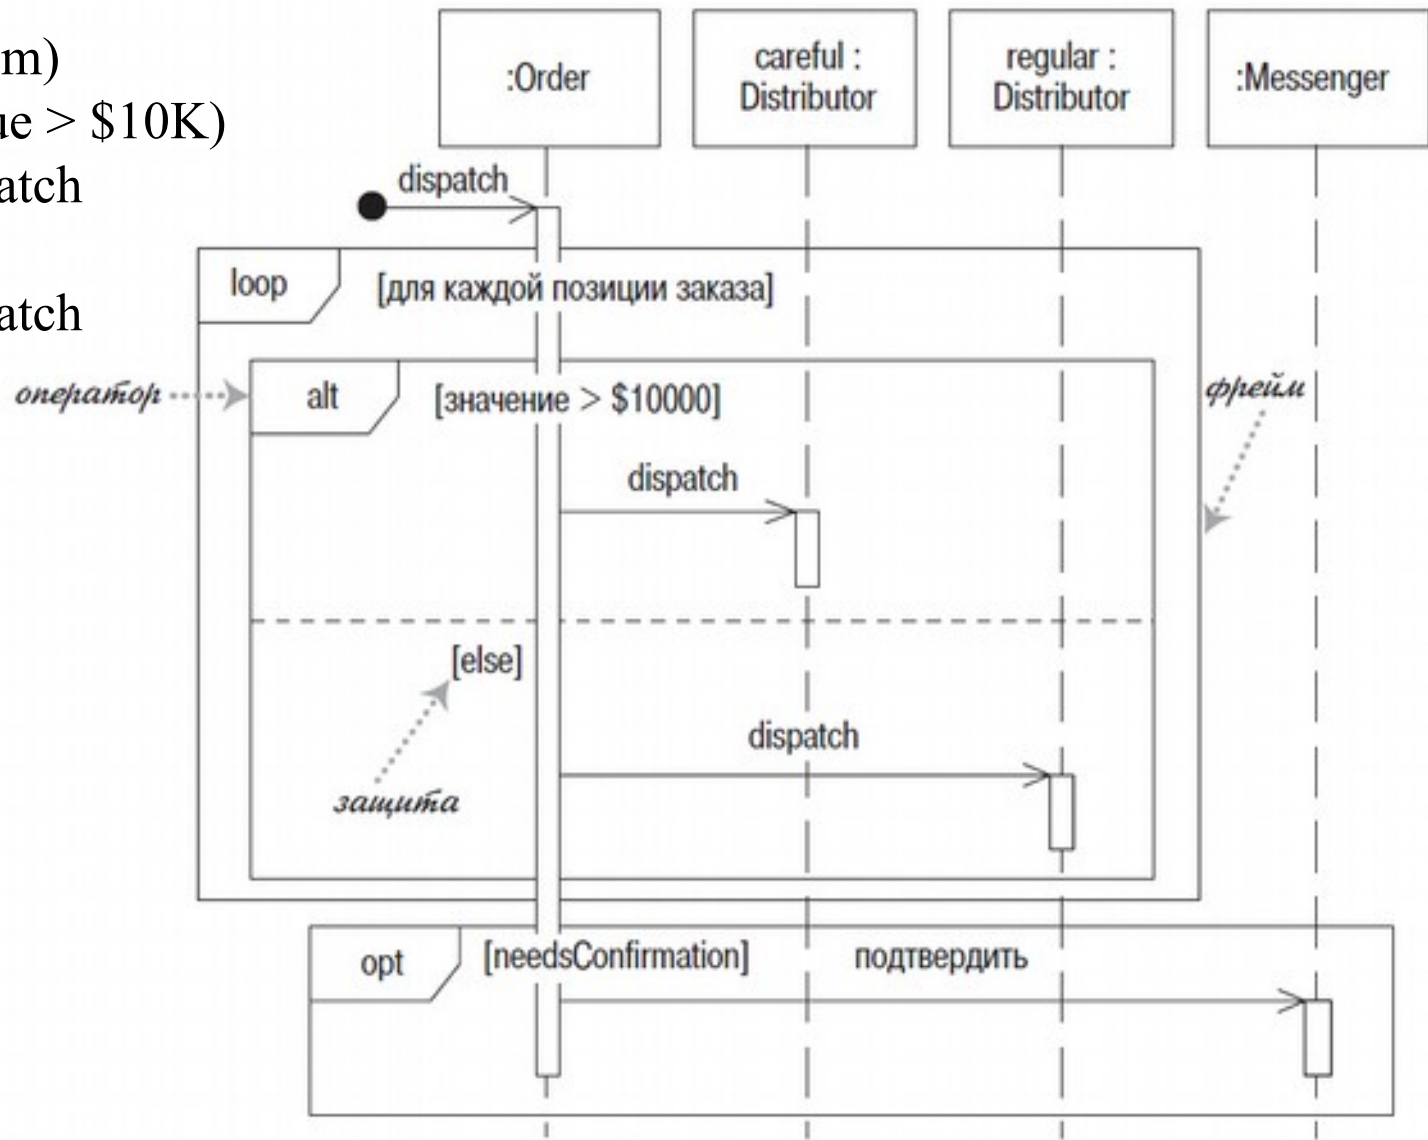 m)
ue > $10K)
atch
atch
:Order
careful :
Distributor
regular :
Distributor
:Messenger
dispatch
loop
[для каждой позиции заказа]
оператор
alt
[значение > $10000]
фрейм
dispatch
[else]
dispatch
защита
opt
[needsConfirmation]
подтвердить